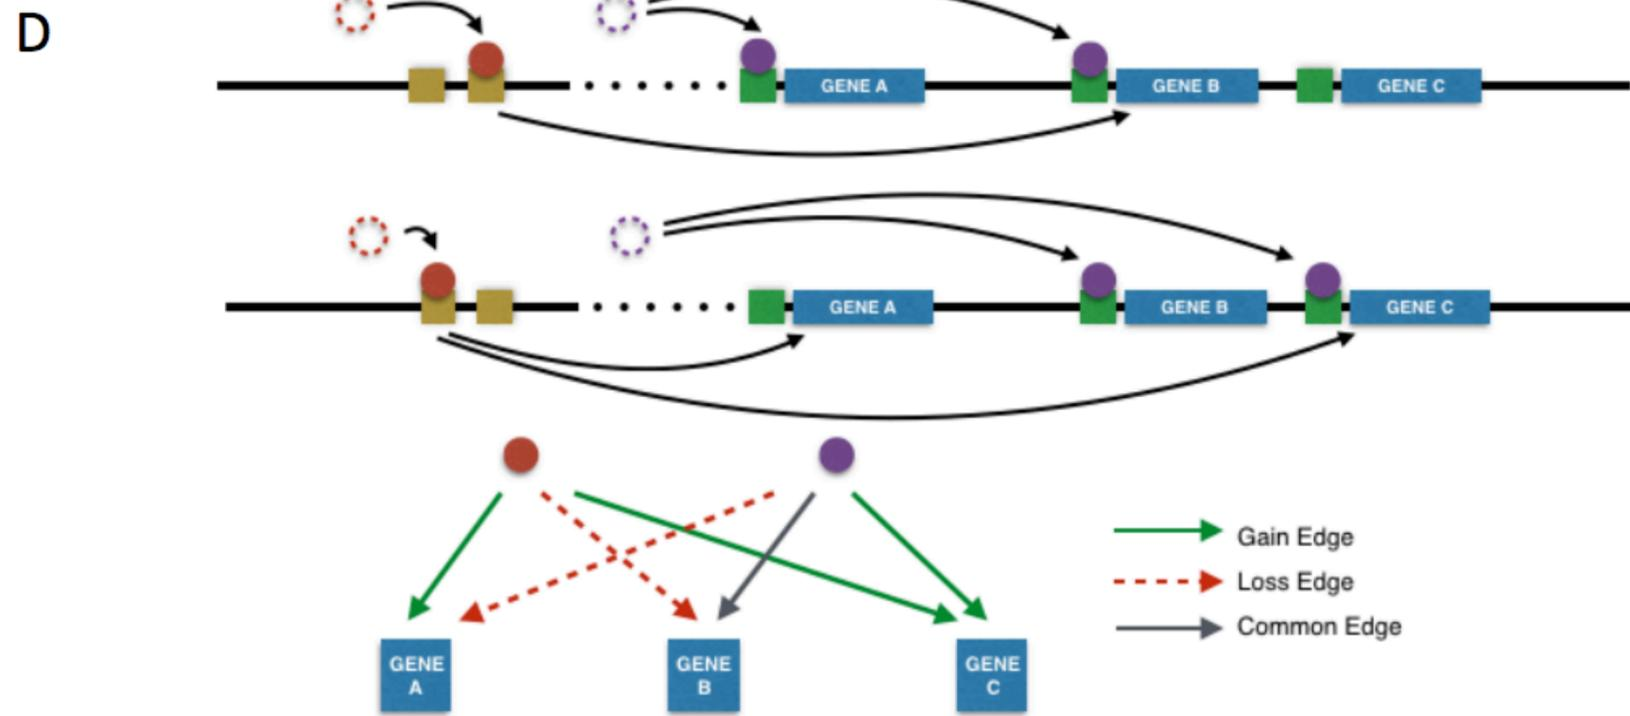 D
GENE A
GENE B
GENE C
GENE A
GENE B
GENE C
Gain Edge
Loss Edge
Common Edge
GENE
A
GENE
B
GENE
C